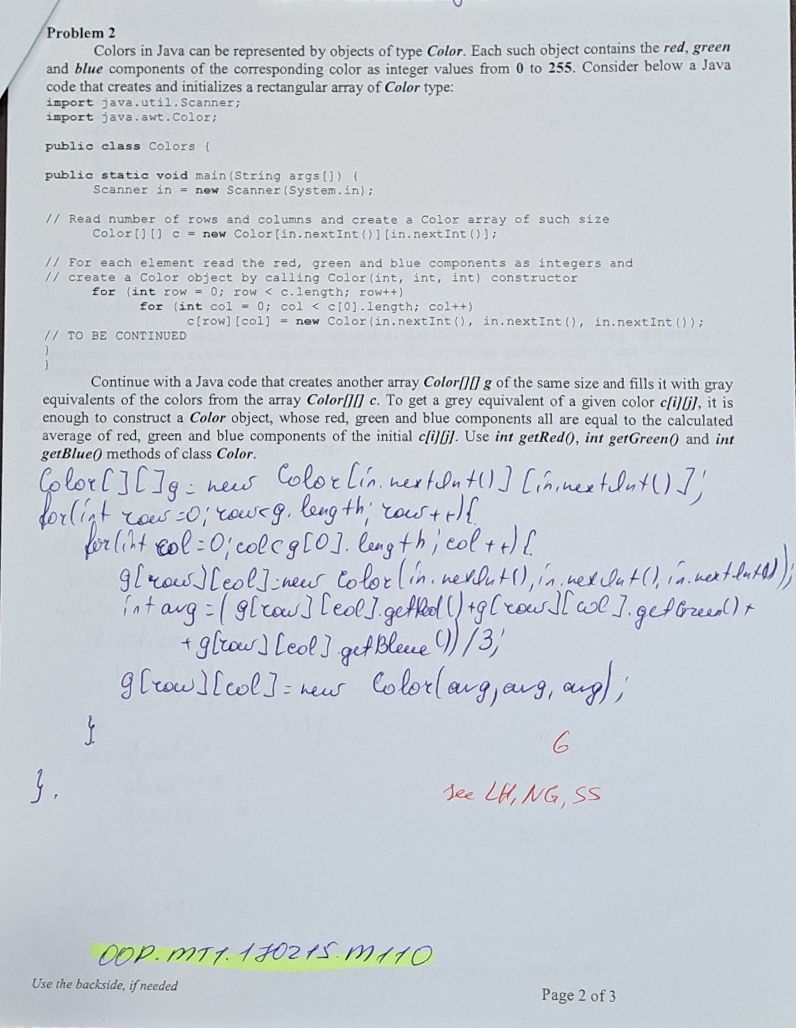 Problem 2
Colors in Java can be represented by objects of type Color. Each such object contains the red, green
and blue components of the corresponding color as integer values from 0 to 255. Consider below a Java
code that creates and initializes a rectangular array of Color type:
import java.util.Scanner;
import java.awt.Color;
public class Colors {
public static void main(String args[]) {
Scanner in = new Scanner(System.in);
// Read number of rows and columns and create a Color array of such size
Color[][] c = new Color[in.nextInt()][in.nextInt()];
// For each element read the red, green and blue components as integers and
// create a Color object by calling Color(int, int, int) constructor
for (int row = 0; row < c.length; row++)
for (int col = 0; col < c[0].length; col++)
c[row][col] = new Color(in.nextInt(), in.nextInt(), in.nextInt());
// TO BE CONTINUED
}
}
Continue with a Java code that creates another array Color[][] g of the same size and fills it with gray
equivalents of the colors from the array Color[][] c. To get a grey equivalent of a given color c[i][j], it is
enough to construct a Color object, whose red, green and blue components all are equal to the calculated
average of red, green and blue components of the initial c[i][j]. Use int getRed(), int getGreen() and int
getBlue() methods of class Color.
Color[][]g = new Color[in.nextInt()][in.nextInt()];
for(int row=0; row<g.length; row++){
for(int col=0; col<g[0].length; col++){
g[row][col]=new Color(in.nextInt(), in.nextInt(), in.nextInt());
int avg = (g[row][col].getRed()+g[row][col].getGreen()+
+g[row][col].getBlue())/3;
g[row][col]=new Color(avg, avg, avg);
}
6
}.
see LH, NG, SS
OOP.MT1.170215.M110
Use the backside, if needed
Page 2 of 3